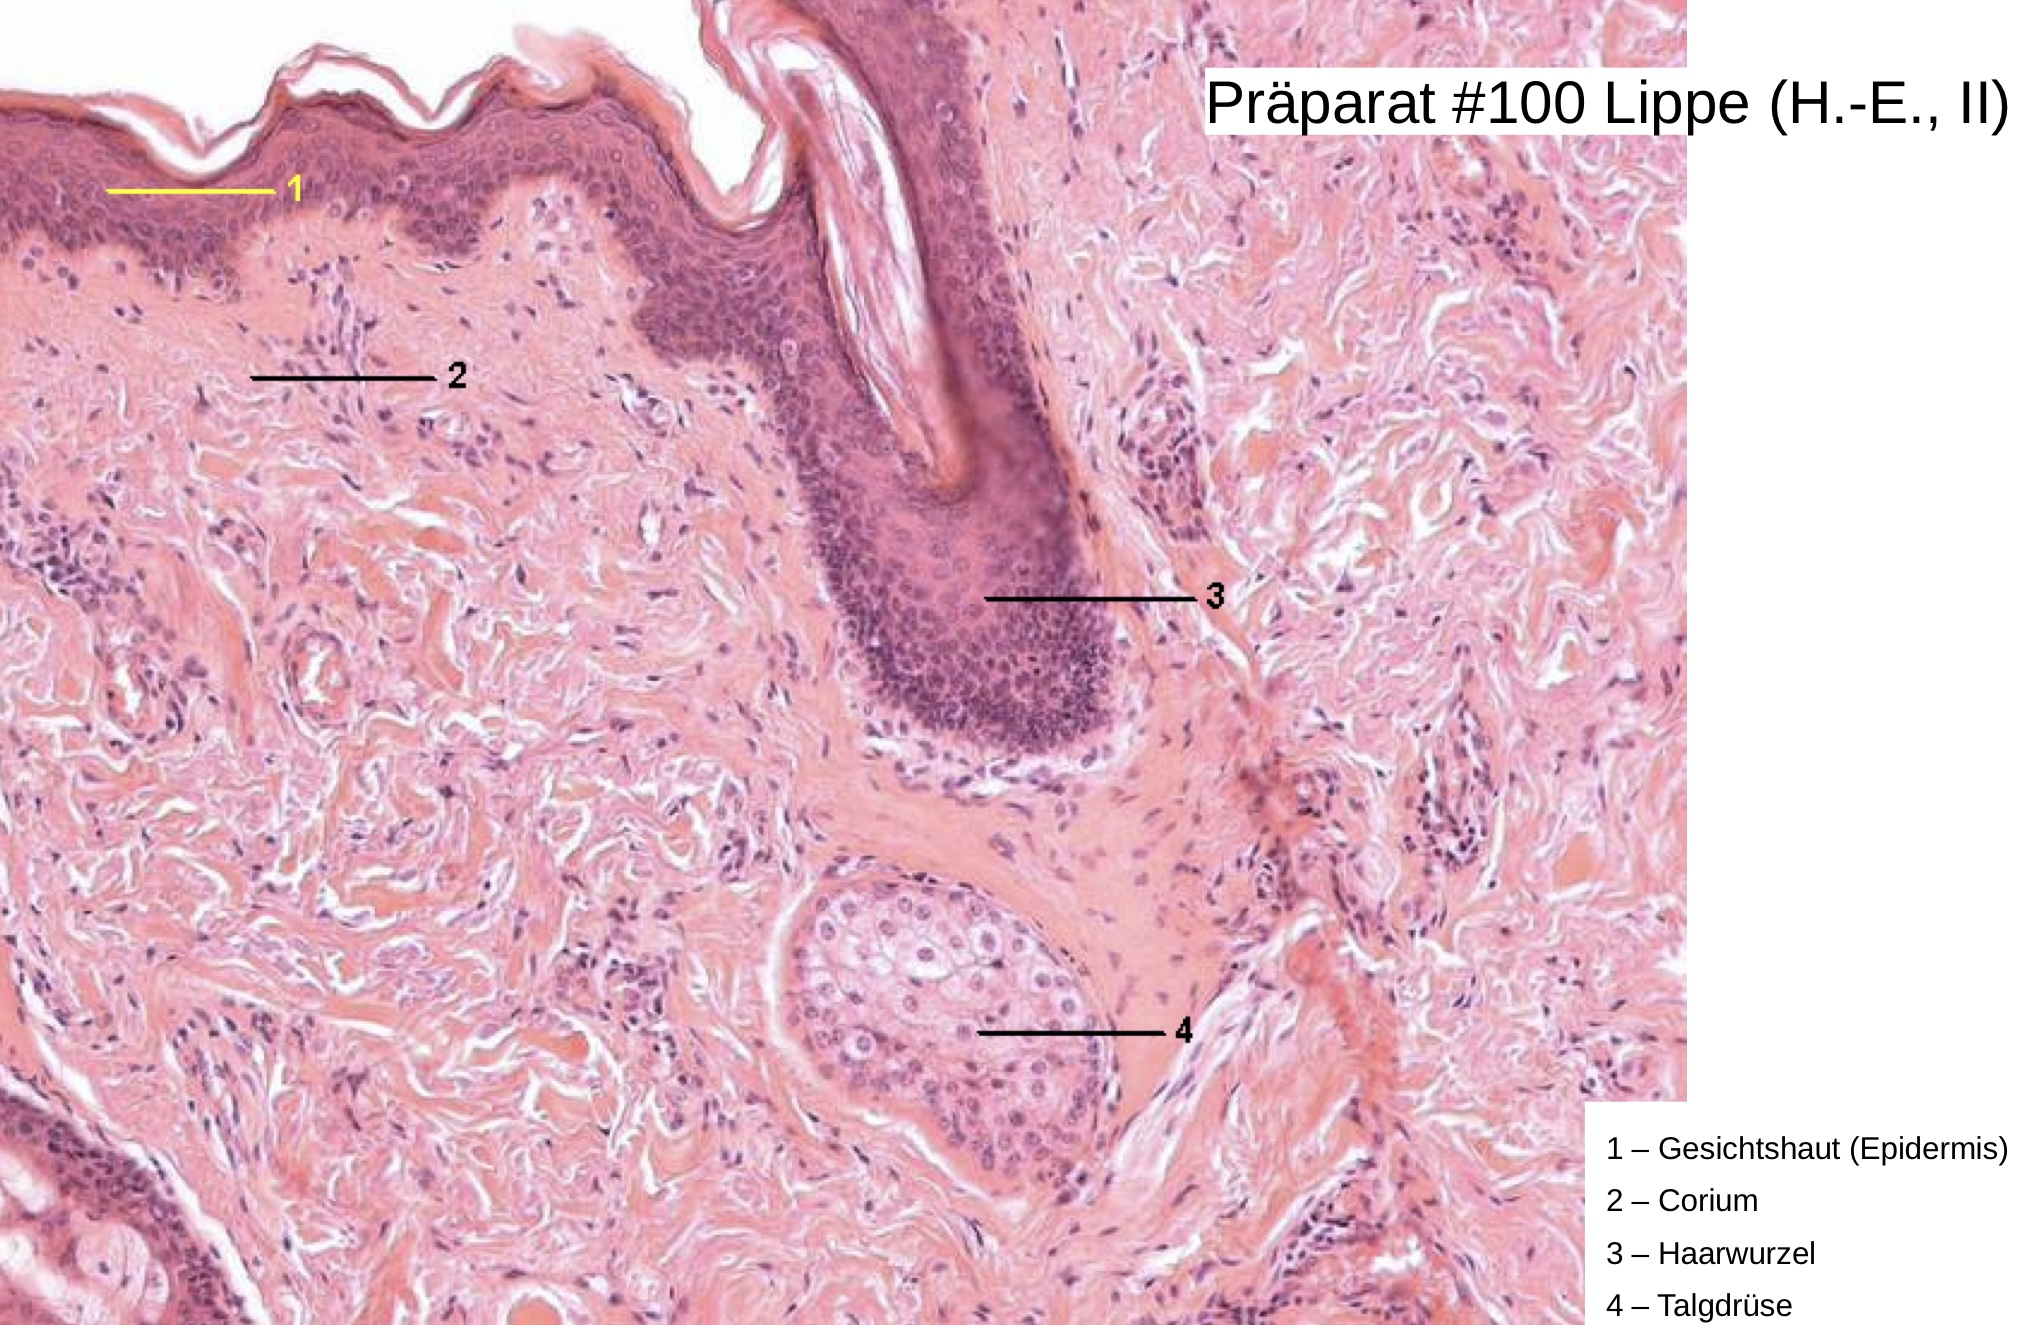 Präparat #100 Lippe (H.-E., II)
1
2
3
4
1 – Gesichtshaut (Epidermis)
2 – Corium
3 – Haarwurzel
4 – Talgdrüse